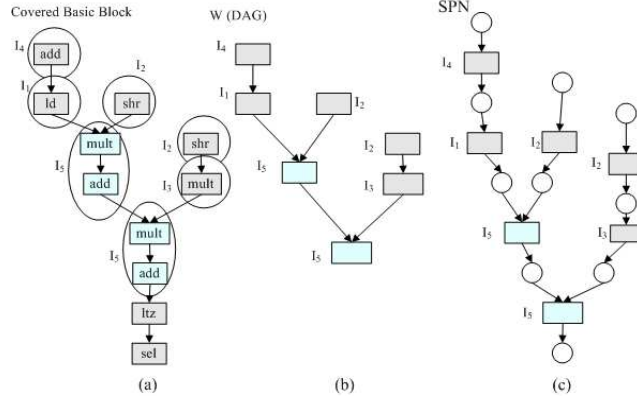 Covered Basic Block
W (DAG)
SPN
I4
add
I1
ld
I2
shr
mult
I5
add
I2
shr
I3
mult
mult
I5
add
ltz
sel
(a)
I4
I1
I2
I5
I2
I3
I5
(b)
I4
I1
I2
I2
I5
I3
I5
(c)